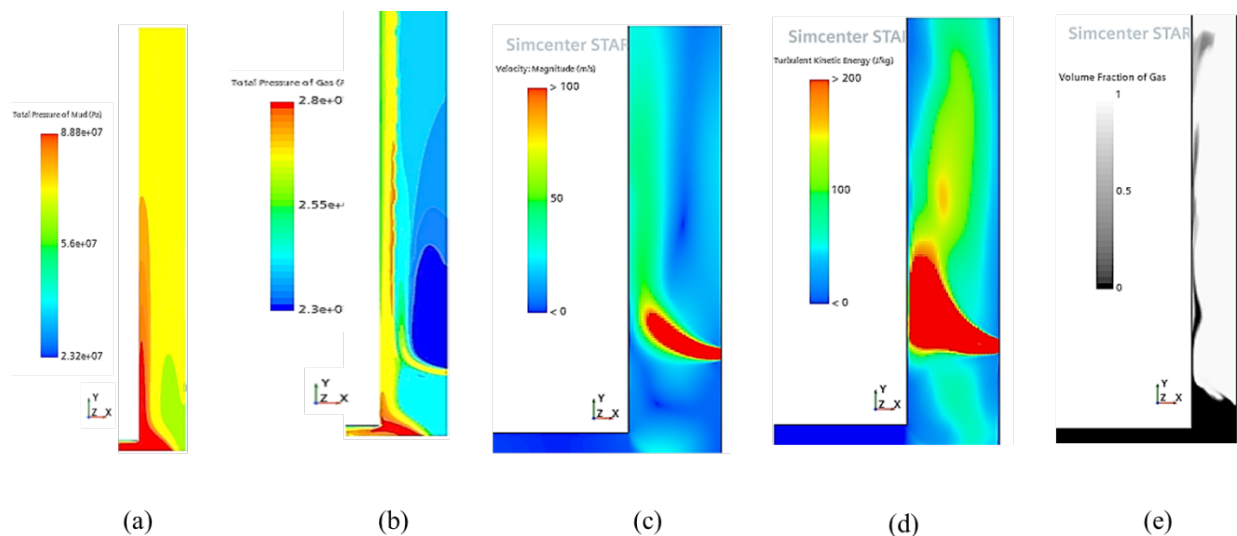 Total Pressure of Mud (Pa)
8.88e+07
5.6e+07
2.32e+07
Y
Z X
(a)
Total Pressure of Gas (
2.8e+0
2.55e+
2.3e+0
Y
Z X
(b)
Simcenter STAR
Velocity: Magnitude (m/s)
> 100
50
< 0
Y
Z X
(c)
Simcenter STAR
Turbulent Kinetic Energy (J/kg)
> 200
100
< 0
Y
Z X
(d)
Simcenter STAR
Volume Fraction of Gas
1
0.5
0
Y
Z X
(e)